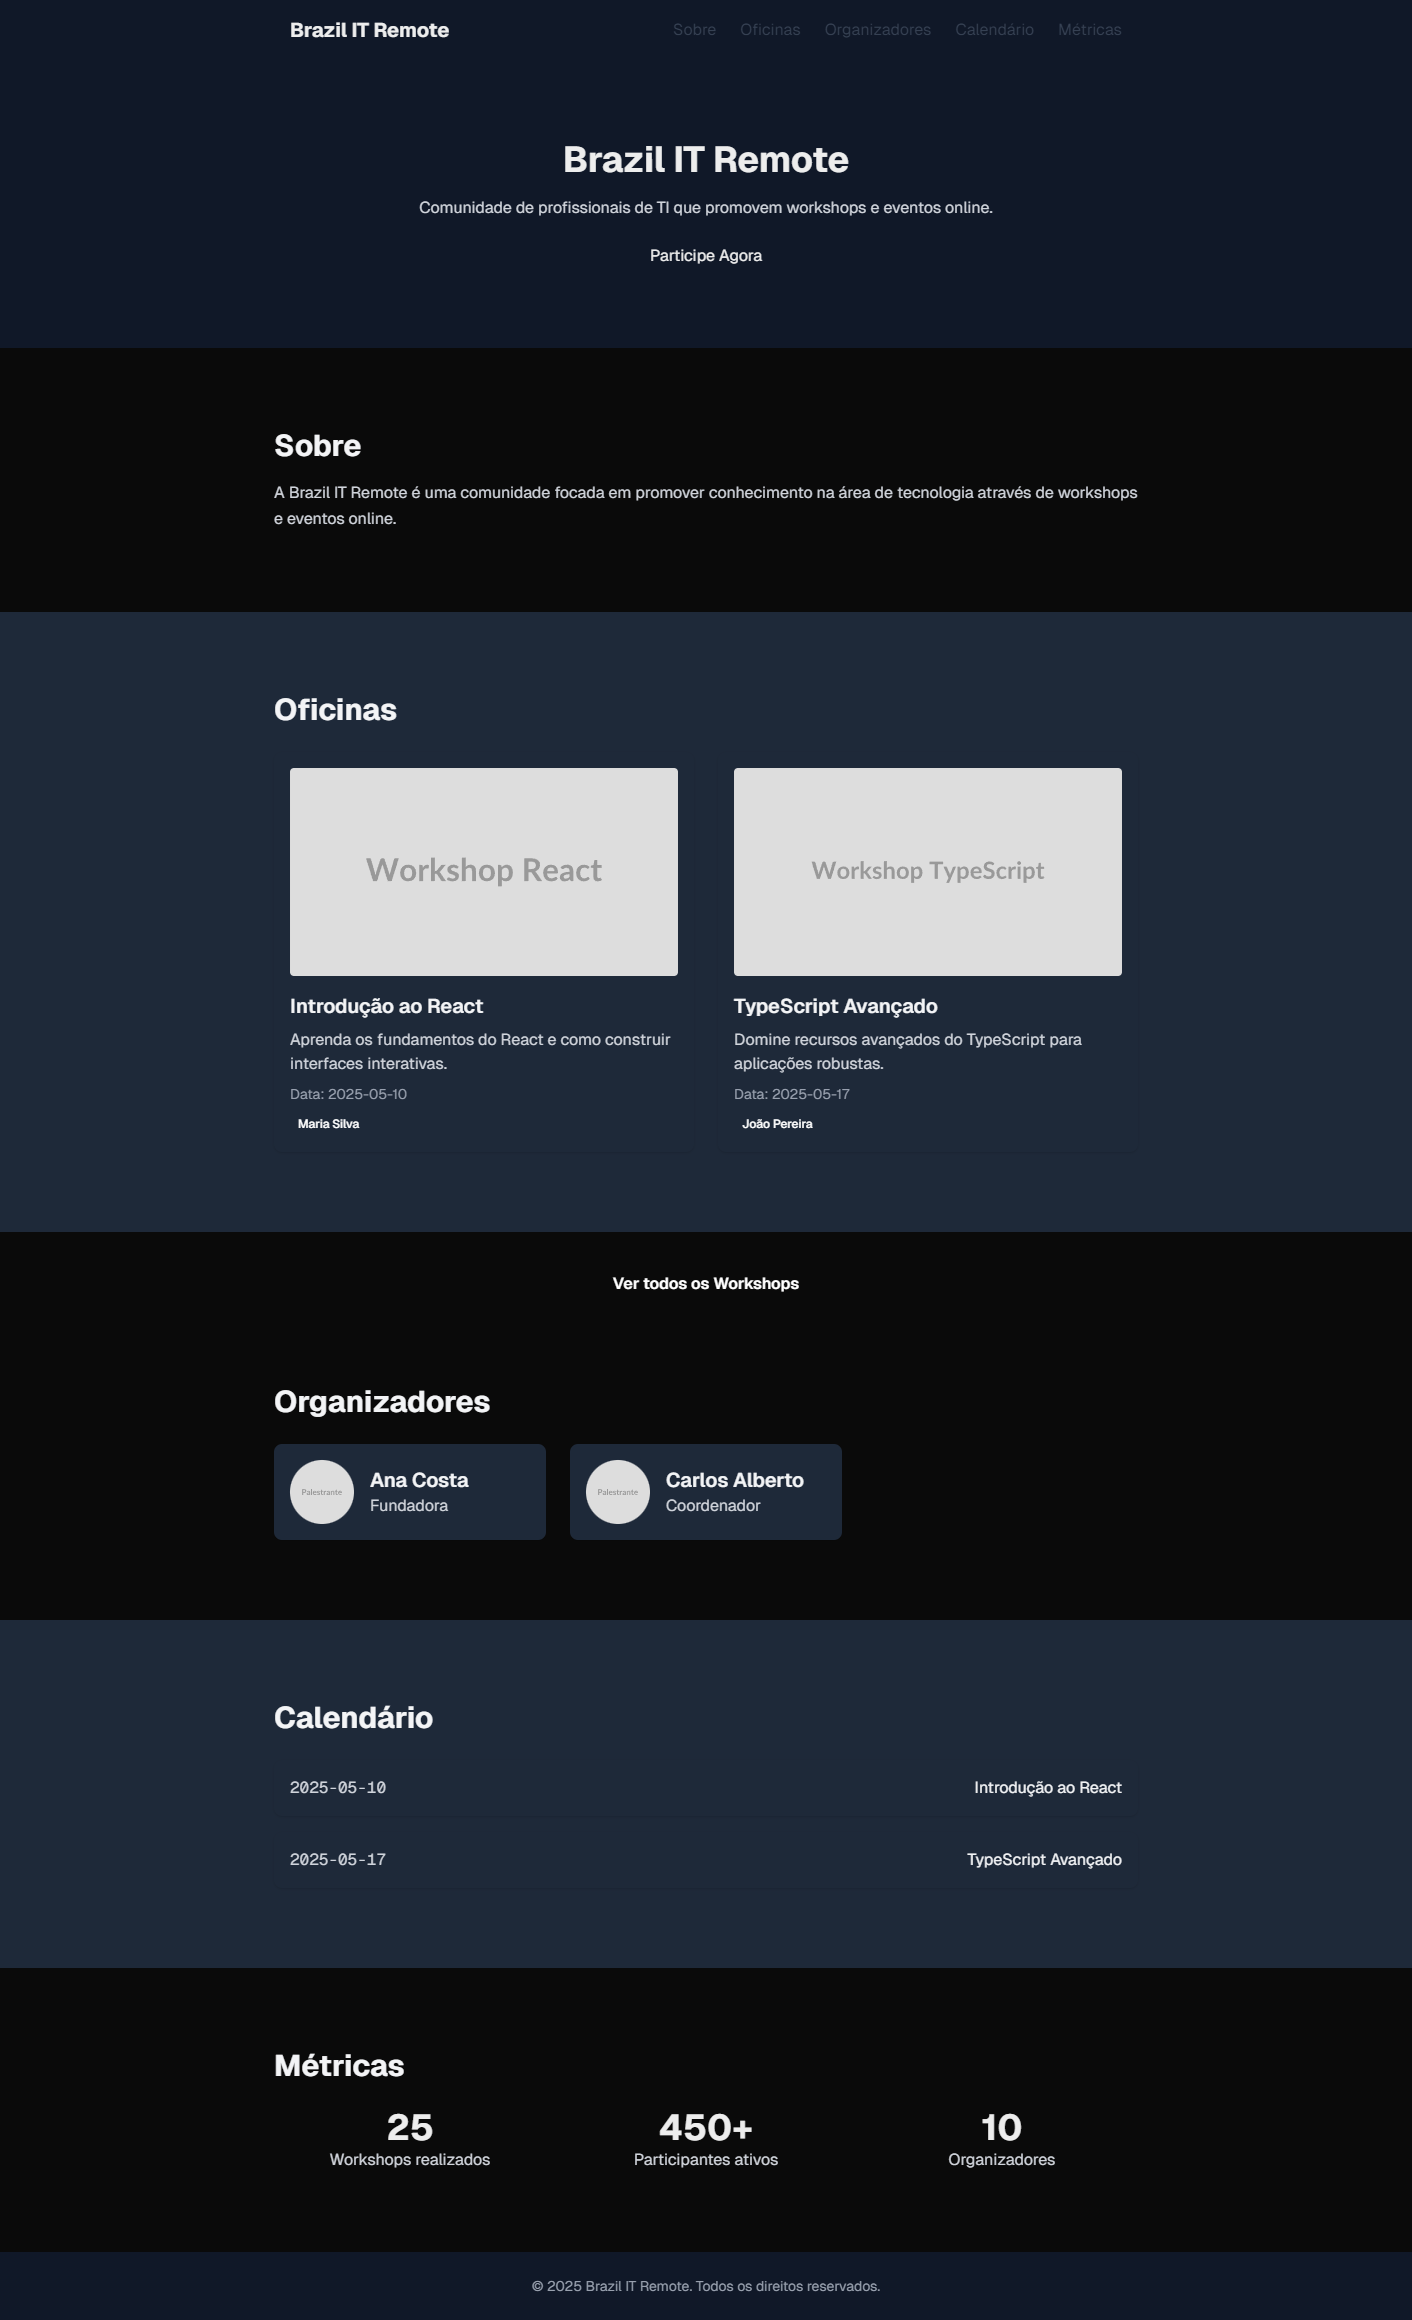 Brazil IT Remote
Sobre Oficinas Organizadores Calendário Métricas
Brazil IT Remote
Comunidade de profissionais de TI que promovem workshops e eventos online.
Participe Agora
Sobre
A Brazil IT Remote é uma comunidade focada em promover conhecimento na área de tecnologia através de workshops
e eventos online.
Oficinas
Workshop React
Introdução ao React
Aprenda os fundamentos do React e como construir
interfaces interativas.
Data: 2025-05-10
Maria Silva
Workshop TypeScript
TypeScript Avançado
Domine recursos avançados do TypeScript para
aplicações robustas.
Data: 2025-05-17
João Pereira
Ver todos os Workshops
Organizadores
Palestrante
Ana Costa
Fundadora
Palestrante
Carlos Alberto
Coordenador
Calendário
2025-05-10 Introdução ao React
2025-05-17 TypeScript Avançado
Métricas
25
Workshops realizados
450+
Participantes ativos
10
Organizadores
© 2025 Brazil IT Remote. Todos os direitos reservados.